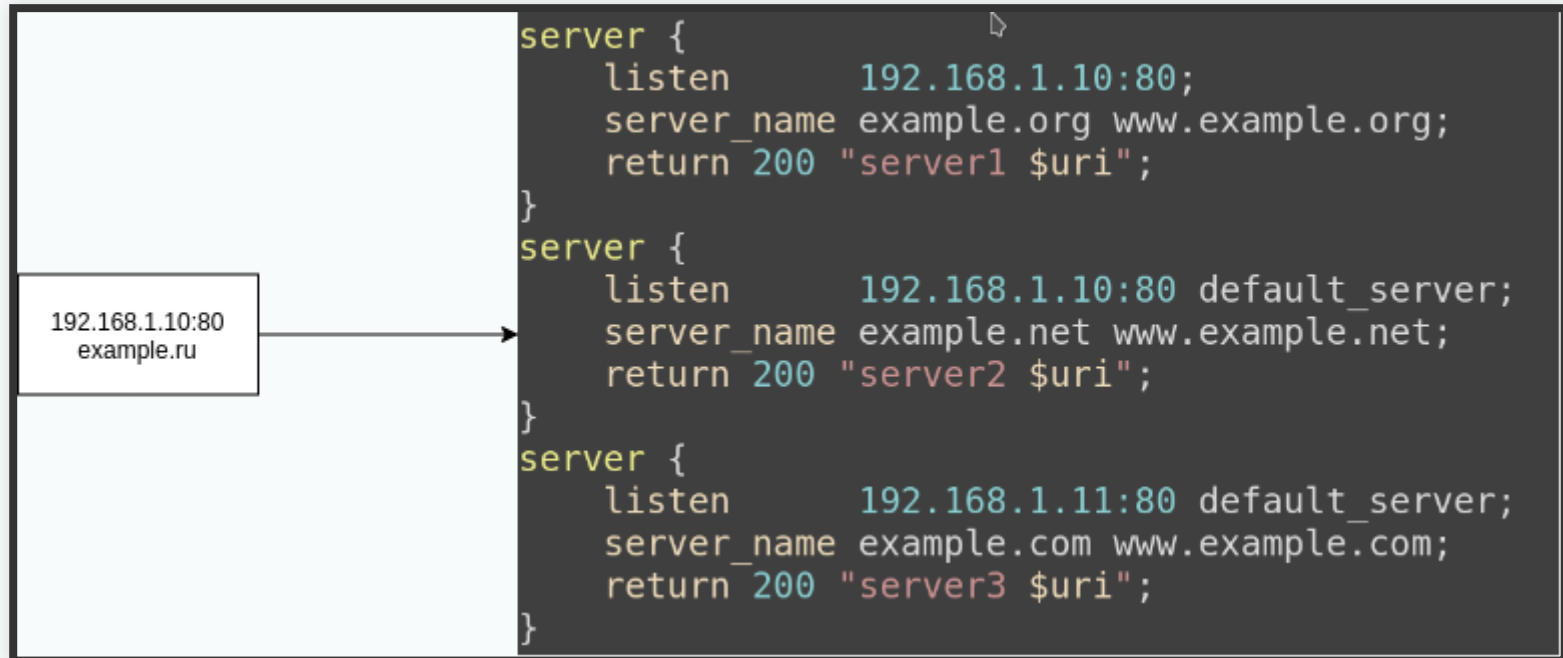 192.168.1.10:80
example.ru
server {
    listen      192.168.1.10:80;
    server_name example.org www.example.org;
    return 200 "server1 $uri";
}
server {
    listen      192.168.1.10:80 default_server;
    server_name example.net www.example.net;
    return 200 "server2 $uri";
}
server {
    listen      192.168.1.11:80 default_server;
    server_name example.com www.example.com;
    return 200 "server3 $uri";
}